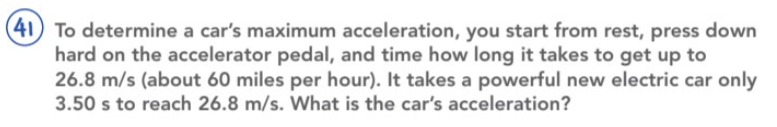 41 To determine a car's maximum acceleration, you start from rest, press down
hard on the accelerator pedal, and time how long it takes to get up to
26.8 m/s (about 60 miles per hour). It takes a powerful new electric car only
3.50 s to reach 26.8 m/s. What is the car's acceleration?